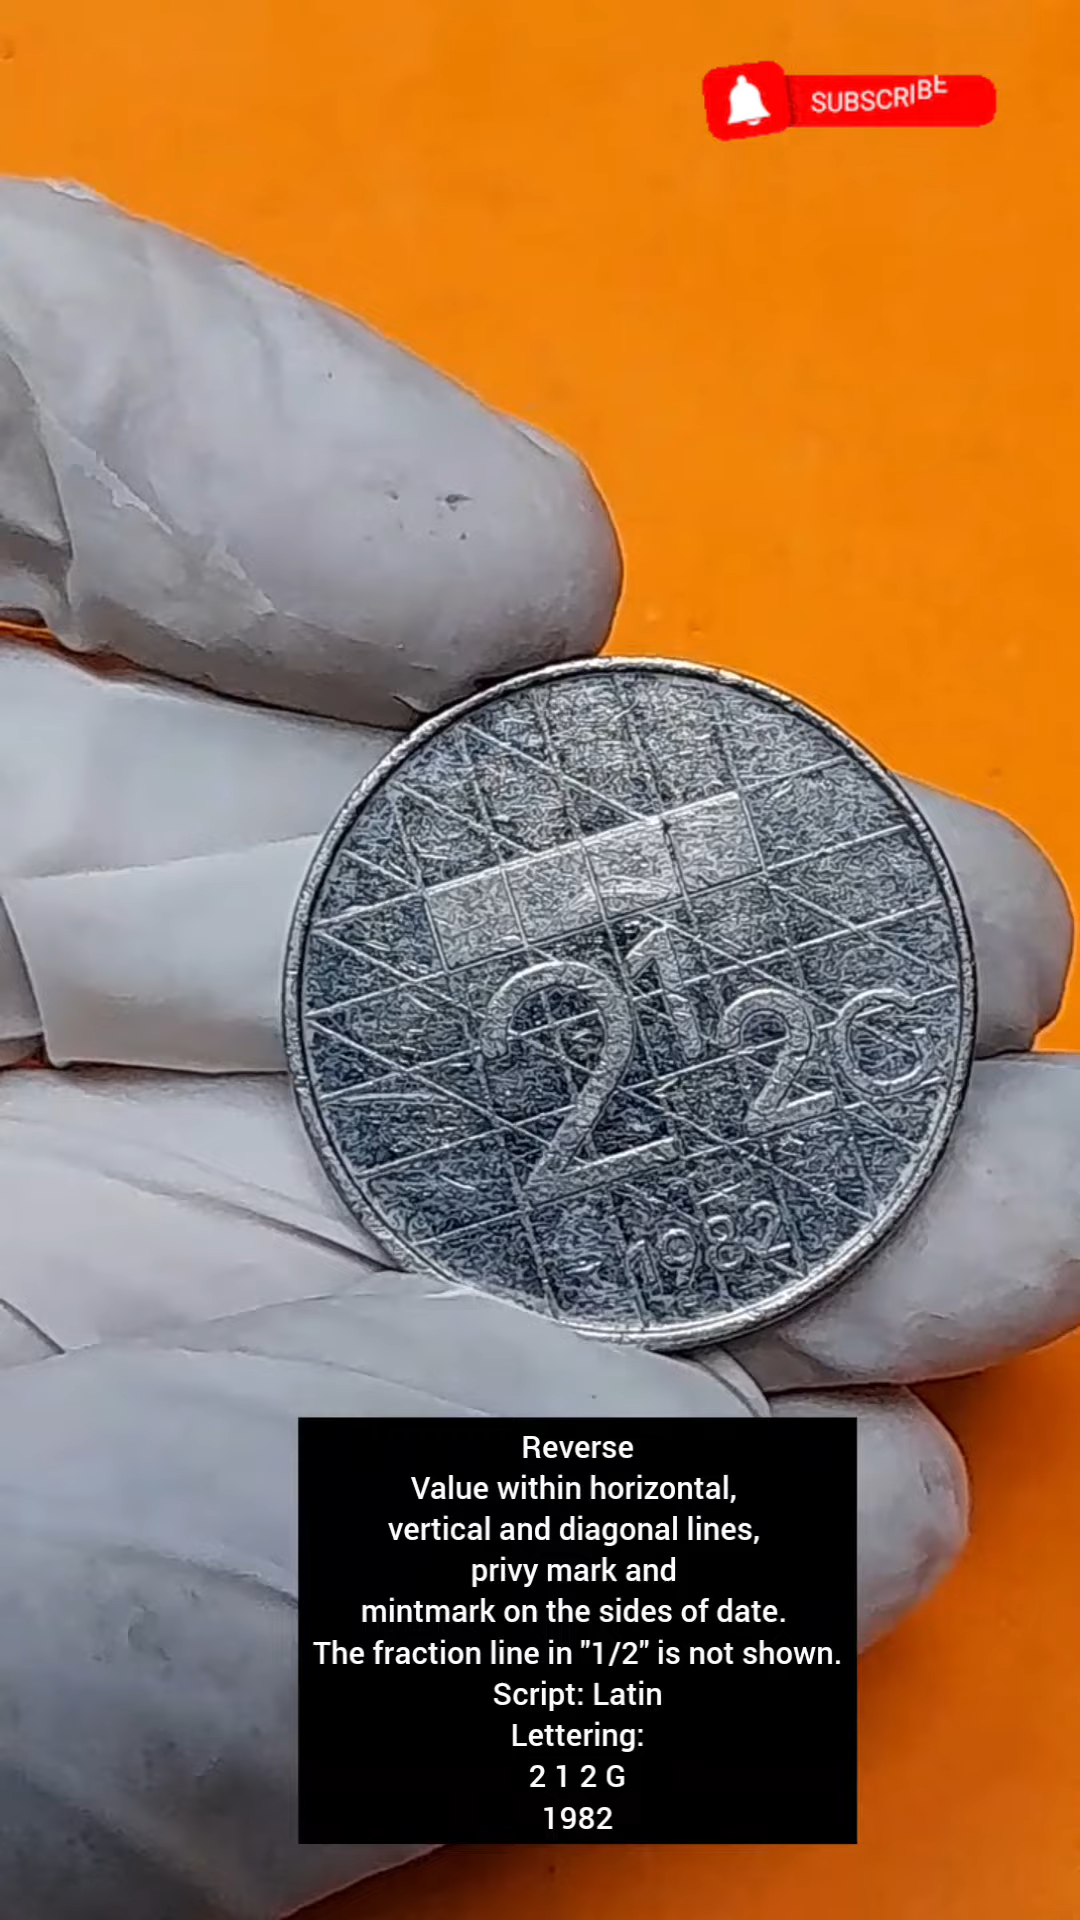 SUBSCRIBE
2 1 2 G
1982
Reverse
Value within horizontal,
vertical and diagonal lines,
privy mark and
mintmark on the sides of date.
The fraction line in "1/2" is not shown.
Script: Latin
Lettering:
2 1 2 G
1982